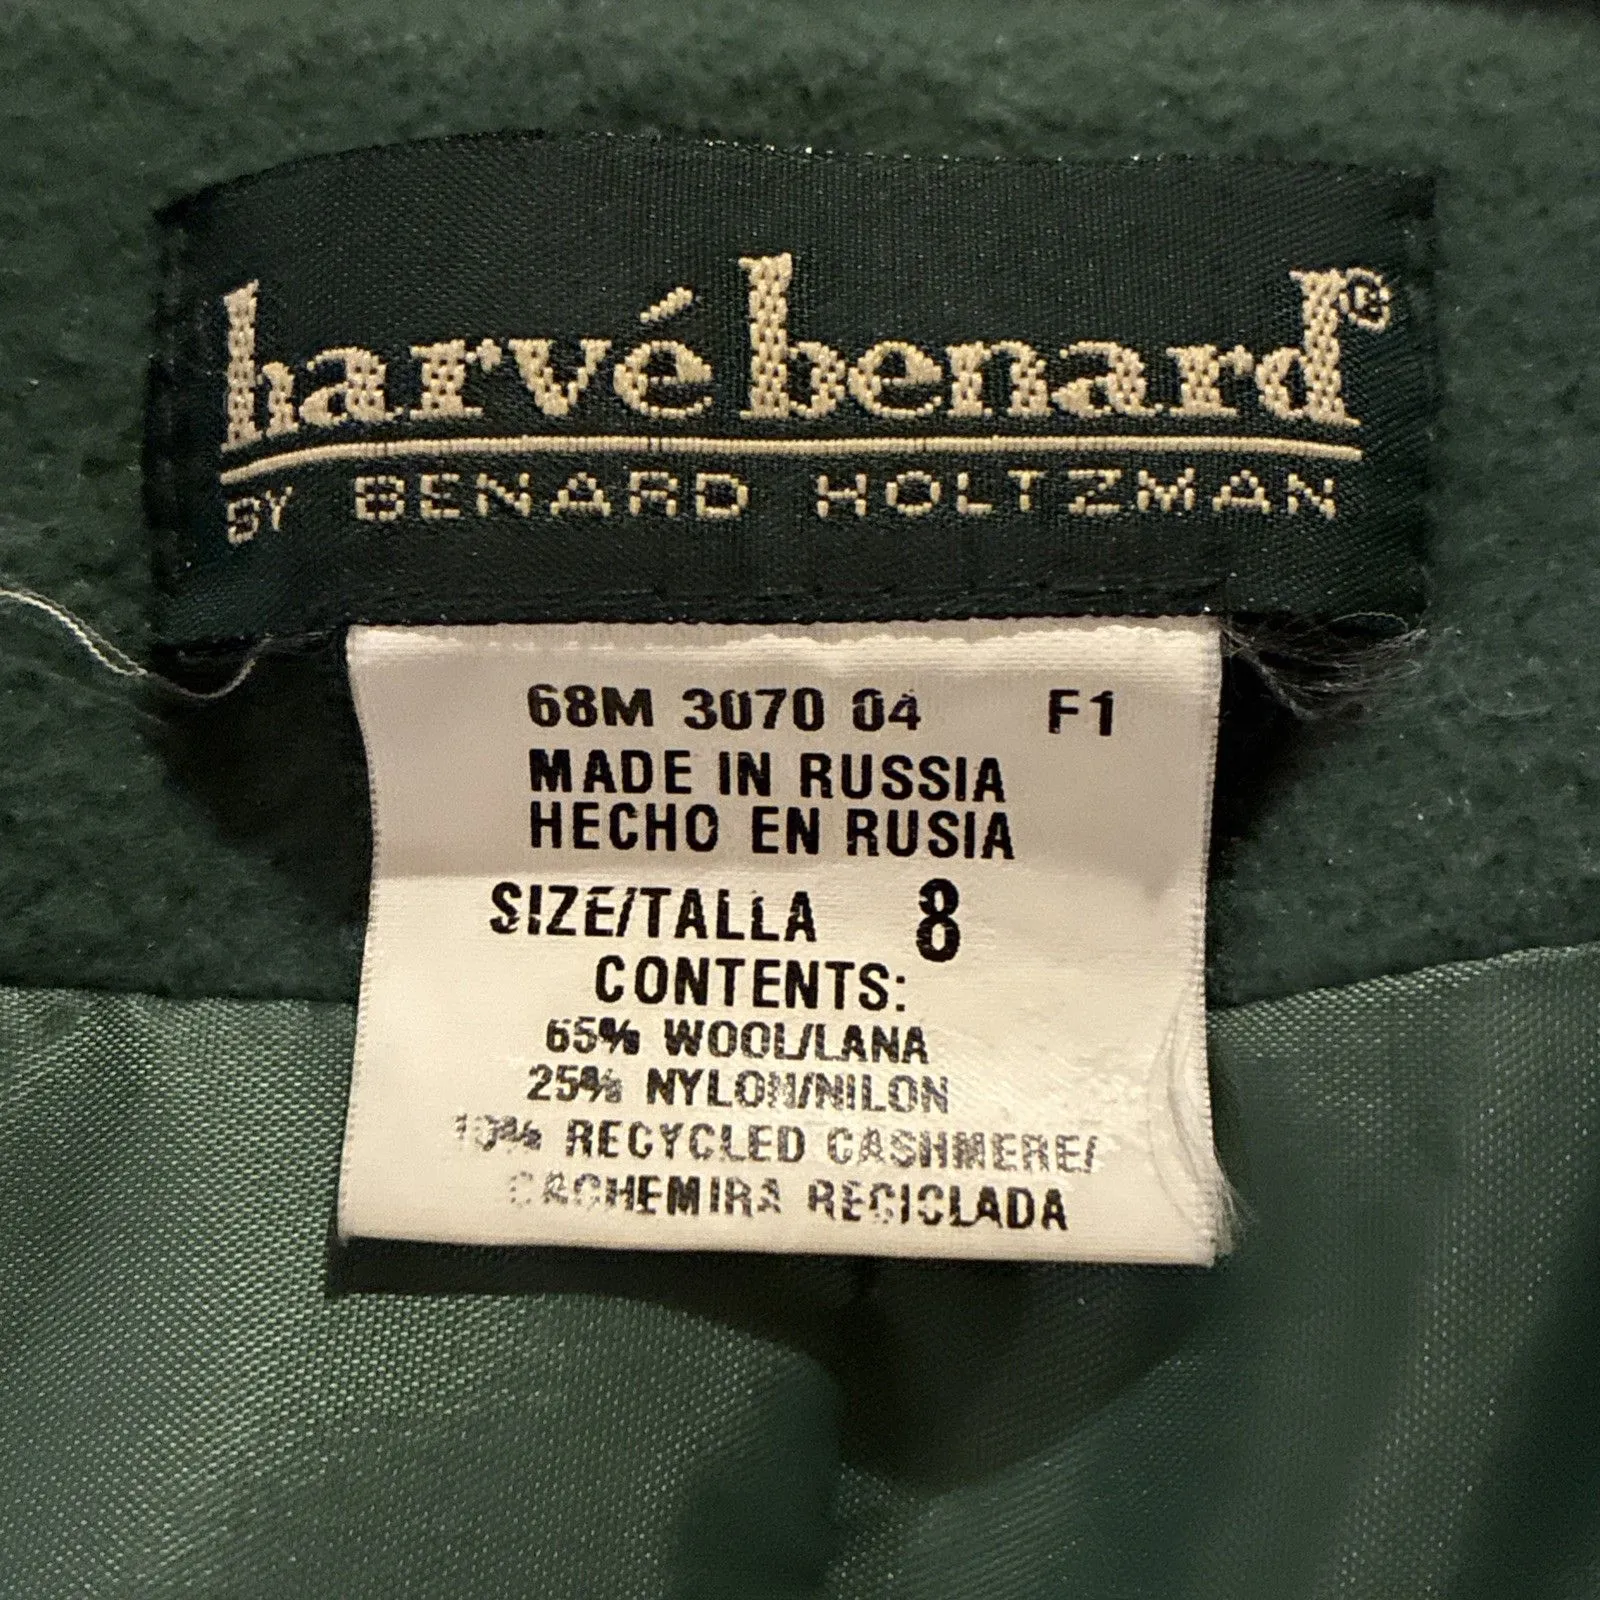 harvé benard®
BY BENARD HOLTZMAN
68M 3070 04 F1
MADE IN RUSSIA
HECHO EN RUSIA
SIZE/TALLA 8
CONTENTS:
65% WOOL/LANA
25% NYLON/NILON
10% RECYCLED CASHMERE/
CACHEMIRA RECICLADA